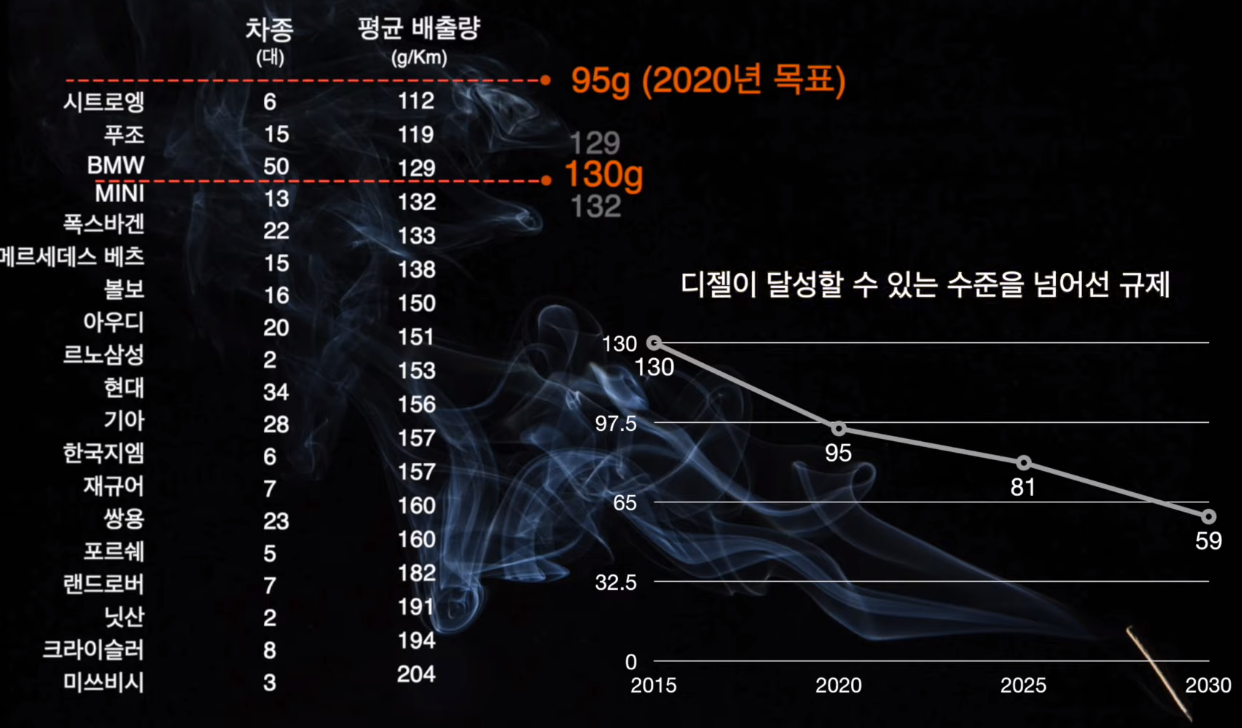 차종
(대)
평균 배출량
(g/Km)
95g (2020년 목표)
시트로엥
푸조
BMW
MINI
폭스바겐
메르세데스 베츠
볼보
아우디
르노삼성
현대
기아
한국지엠
재규어
쌍용
포르쉐
랜드로버
닛산
크라이슬러
미쓰비시
6
15
50
13
22
15
16
20
2
34
28
6
7
23
5
7
2
8
3
112
119
129
132
133
138
150
151
153
156
157
157
160
160
182
191
194
204
129
130g
132
디젤이 달성할 수 있는 수준을 넘어선 규제
130
97.5
65
32.5
0
130
95
81
59
2015
2020
2025
2030